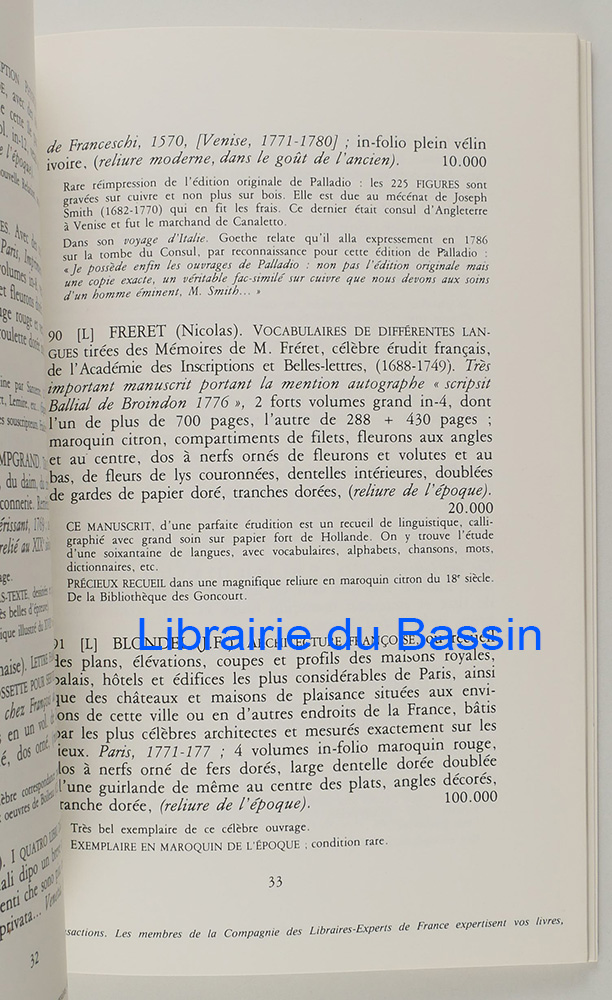 de Franceschi, 1570, [Venise, 1771-1780] ; in-folio plein vélin
ivoire, (reliure moderne, dans le goût de l'ancien). 10.000
Rare réimpression de l'édition originale de Palladio : les 225 FIGURES sont
gravées sur cuivre et non plus sur bois. Elle est due au mécénat de Joseph
Smith (1682-1770) qui en fit les frais. Ce dernier était consul d'Angleterre
à Venise et fut le marchand de Canaletto.
Dans son voyage d'Italie. Goethe relate qu'il alla expressement en 1786
sur la tombe du Consul, par reconnaissance pour cette édition de Palladio :
« Je possède enfin les ouvrages de Palladio : non pas l'édition originale mais
une copie exacte, un véritable fac-similé sur cuivre que nous devons aux soins
d'un homme éminent, M. Smith... »
90 [L] FRERET (Nicolas). VOCABULAIRES DE DIFFÉRENTES LAN-
GUES tirées des Mémoires de M. Fréret, célèbre érudit français,
de l'Académie des Inscriptions et Belles-lettres, (1688-1749). Très
important manuscrit portant la mention autographe « scripsit
Ballial de Broindon 1776 », 2 forts volumes grand in-4, dont
l'un de plus de 700 pages, l'autre de 288 + 430 pages ;
maroquin citron, compartiments de filets, fleurons aux angles
et au centre, dos à nerfs ornés de fleurons et volutes et au
bas, de fleurs de lys couronnées, dentelles intérieures, doublées
de gardes de papier doré, tranches dorées, (reliure de l'époque).
20.000
CE MANUSCRIT, d'une parfaite érudition est un recueil de linguistique, calli-
graphié avec grand soin sur papier fort de Hollande. On y trouve l'étude
d'une soixantaine de langues, avec vocabulaires, alphabets, chansons, mots,
dictionnaires, etc.
PRÉCIEUX RECUEIL dans une magnifique reliure en maroquin citron du 18e siècle.
De la Bibliothèque des Goncourt.
Librairie du Bassin
91 [L] BLONDEL (J.F.). ARCHITECTURE FRANÇOISE, ou recueil
des plans, élévations, coupes et profils des maisons royales,
palais, hôtels et édifices les plus considérables de Paris, ainsi
que des châteaux et maisons de plaisance situées aux envi-
ons de cette ville ou en d'autres endroits de la France, bâtis
par les plus célèbres architectes et mesurés exactement sur les
ieux. Paris, 1771-177 ; 4 volumes in-folio maroquin rouge,
dos à nerfs orné de fers dorés, large dentelle dorée doublée
l'une guirlande de même au centre des plats, angles décorés,
tranche dorée, (reliure de l'époque). 100.000
Très bel exemplaire de ce célèbre ouvrage.
EXEMPLAIRE EN MAROQUIN DE L'ÉPOQUE ; condition rare.
33
sactions. Les membres de la Compagnie des Libraires-Experts de France expertisent vos livres,
32